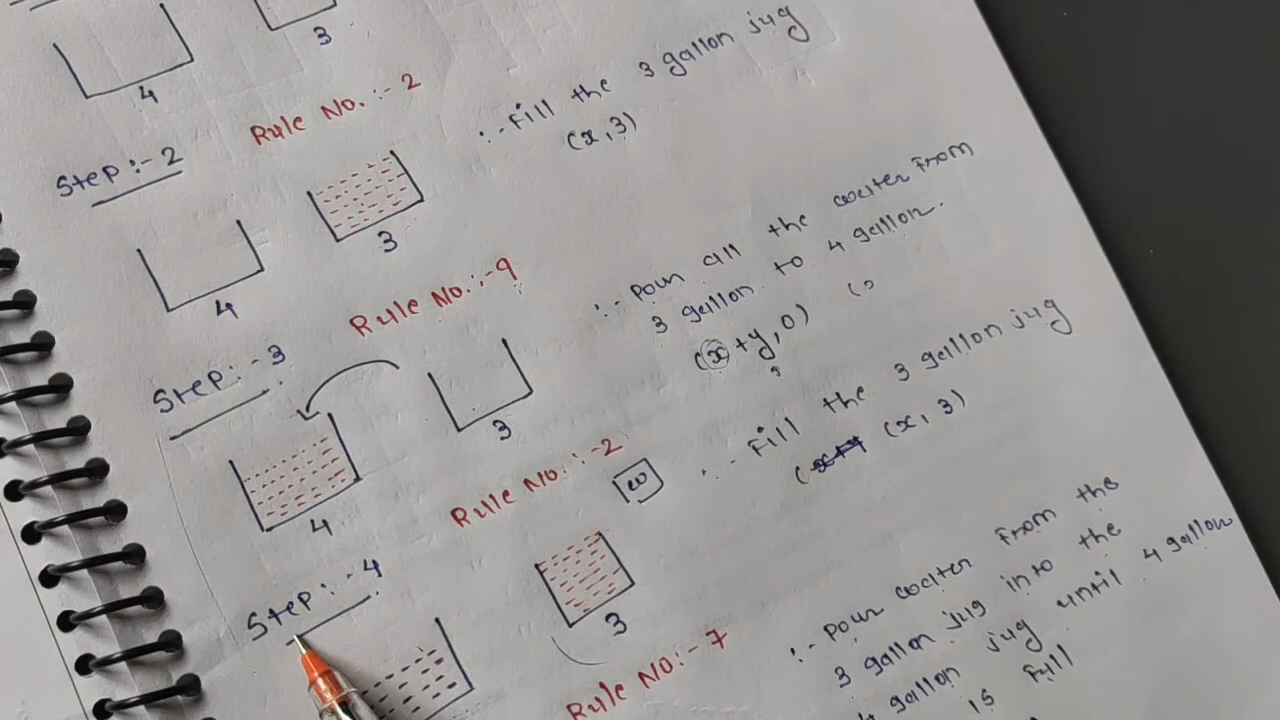 4
3
Step :- 2
Rule No. :- 2
:- Fill the 3 gallon jug
(x, 3)
4
3
Step :- 3
Rule No. :- 9
:- Pour all the water from
3 gallon to 4 gallon.
(x+y, 0)
4
3
Step :- 4
Rule No. :- 2
:- Fill the 3 gallon jug
(x, 3)
3
Rule No :- 7
:- Pour water from the
3 gallon jug into the
4 gallon jug until 4 gallon
is full